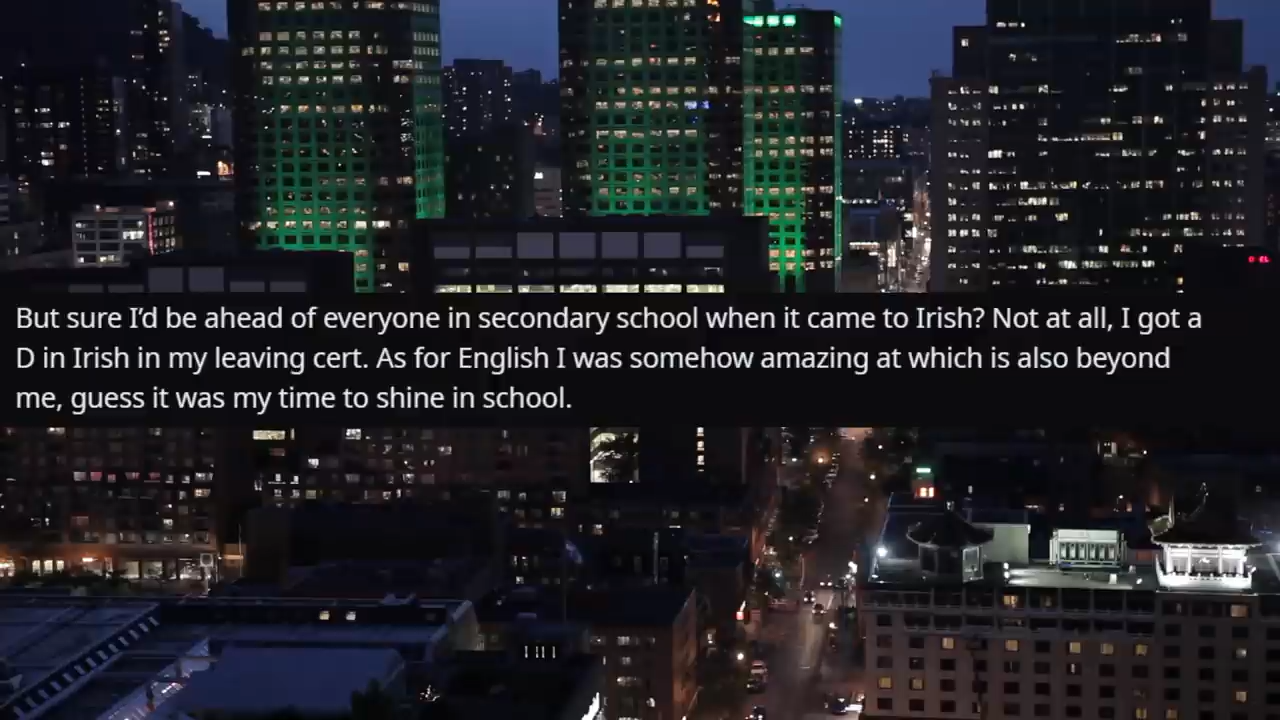 But sure I’d be ahead of everyone in secondary school when it came to Irish? Not at all, I got a
D in Irish in my leaving cert. As for English I was somehow amazing at which is also beyond
me, guess it was my time to shine in school.